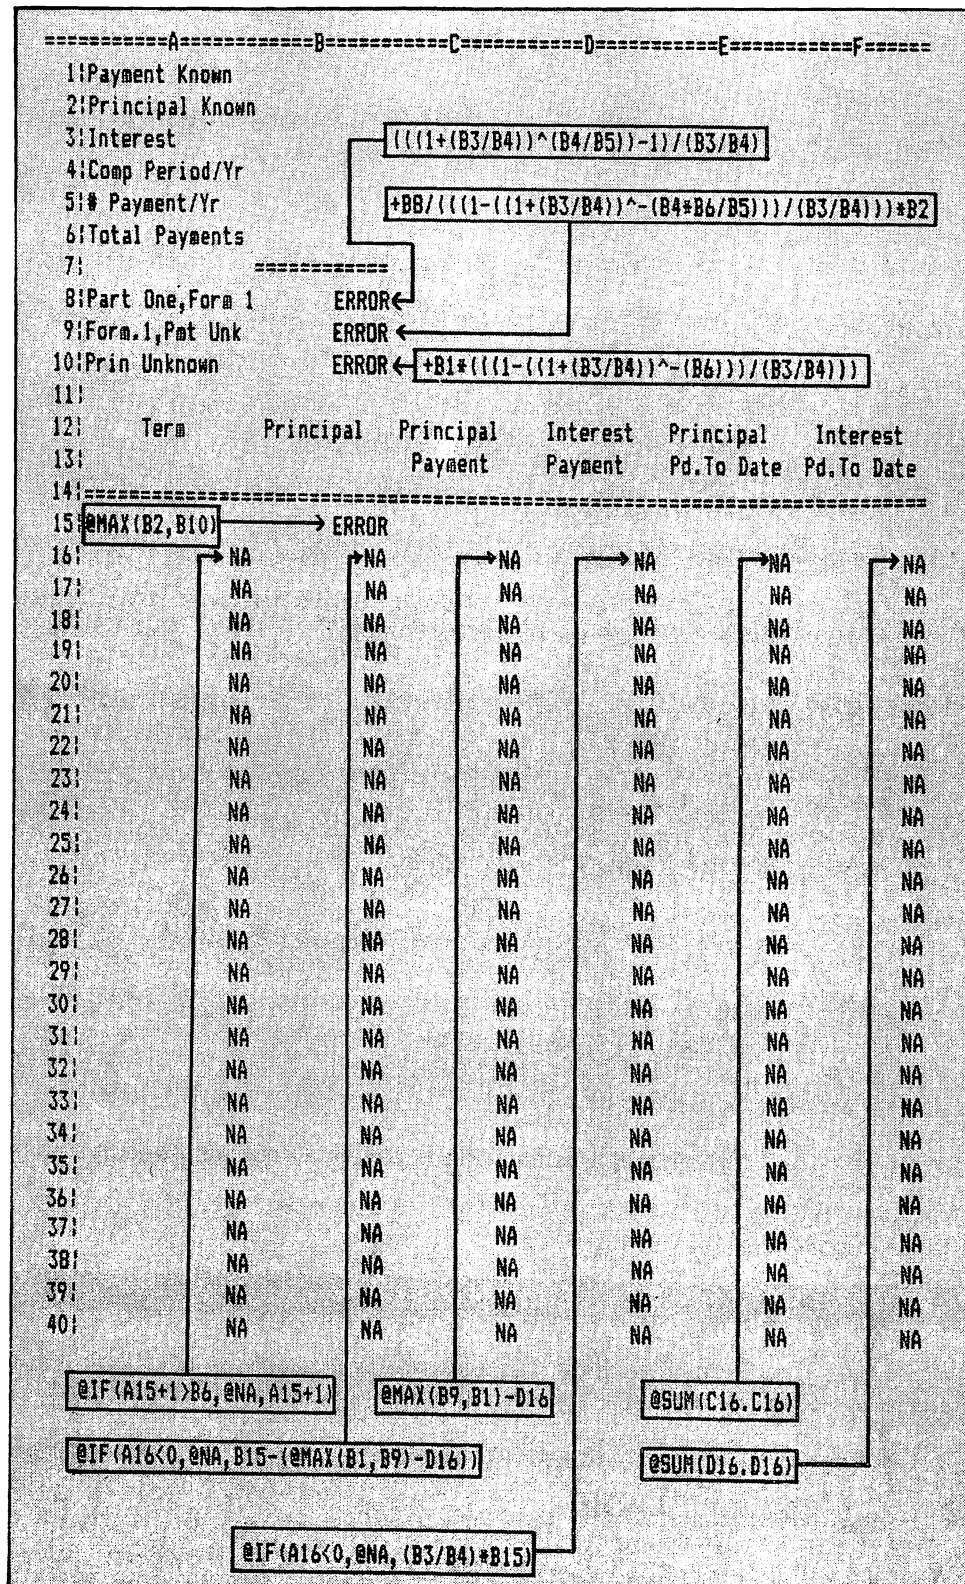 ===========A============B===========C===========D===========E===========F======
1¦Payment Known
2¦Principal Known
3¦Interest (((1+(B3/B4))^(B4/B5))-1)/(B3/B4)
4¦Comp Period/Yr
5¦# Payment/Yr +B8/(((1-((1+(B3/B4))^-(B4*B6/B5)))/(B3/B4)))*B2
6¦Total Payments
7¦ ============
8¦Part One,Form 1 ERROR
9¦Form.1,Pmt Unk ERROR
10¦Prin Unknown ERROR +B1*(((1-((1+(B3/B4))^-(B6)))/(B3/B4)))
11¦
12¦ Term Principal Principal Interest Principal Interest
13¦ Payment Payment Pd.To Date Pd.To Date
14¦============================================================================
15¦@MAX(B2,B10) ERROR
16¦ NA NA NA NA NA NA
17¦ NA NA NA NA NA NA
18¦ NA NA NA NA NA NA
19¦ NA NA NA NA NA NA
20¦ NA NA NA NA NA NA
21¦ NA NA NA NA NA NA
22¦ NA NA NA NA NA NA
23¦ NA NA NA NA NA NA
24¦ NA NA NA NA NA NA
25¦ NA NA NA NA NA NA
26¦ NA NA NA NA NA NA
27¦ NA NA NA NA NA NA
28¦ NA NA NA NA NA NA
29¦ NA NA NA NA NA NA
30¦ NA NA NA NA NA NA
31¦ NA NA NA NA NA NA
32¦ NA NA NA NA NA NA
33¦ NA NA NA NA NA NA
34¦ NA NA NA NA NA NA
35¦ NA NA NA NA NA NA
36¦ NA NA NA NA NA NA
37¦ NA NA NA NA NA NA
38¦ NA NA NA NA NA NA
39¦ NA NA NA NA NA NA
40¦ NA NA NA NA NA NA
@IF(A15+1>B6,@NA,A15+1) @MAX(B9,B1)-D16 @SUM(C16.C16)
@IF(A16<0,@NA,B15-(@MAX(B1,B9)-D16)) @SUM(D16.D16)
@IF(A16<0,@NA,(B3/B4)*B15)